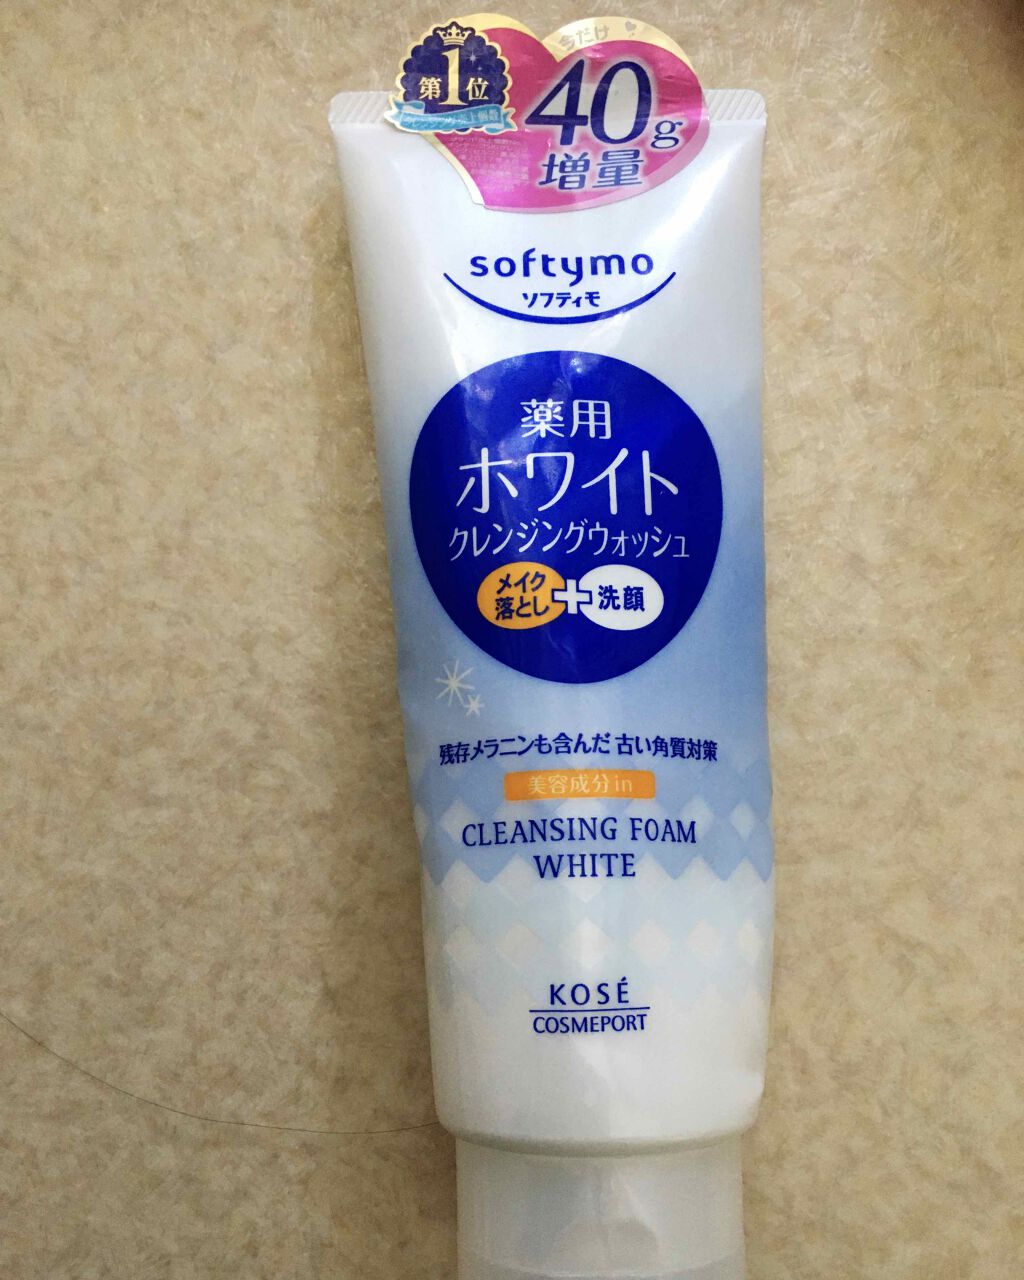 今だけ
第1位
40g
増量
softymo
ソフティモ
薬用
ホワイト
クレンジングウォッシュ
メイク
落とし
+
洗顔
残存メラニンも含んだ 古い角質対策
美容成分in
CLEANSING FOAM
WHITE
KOSÉ
COSMEPORT